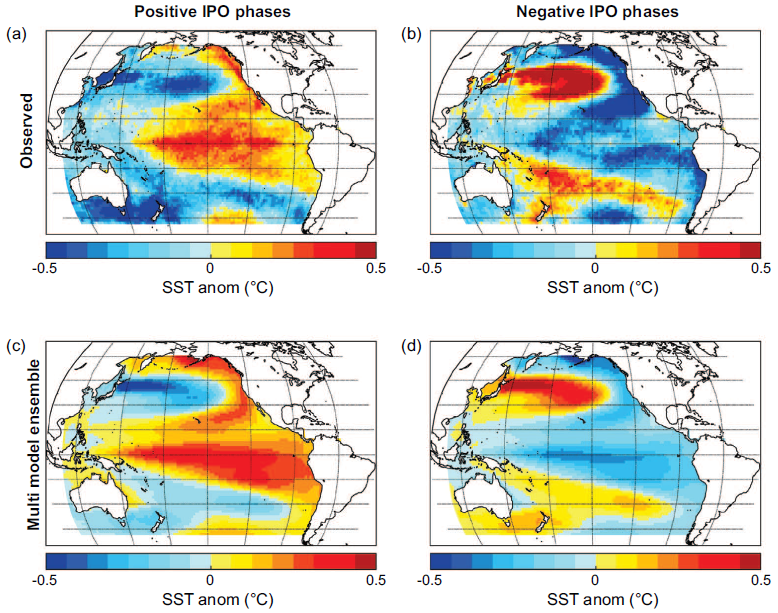 Positive IPO phases
Negative IPO phases
(a)
(b)
Observed
-0.5 0 0.5
SST anom (°C)
-0.5 0 0.5
SST anom (°C)
(c)
(d)
Multi model ensemble
-0.5 0 0.5
SST anom (°C)
-0.5 0 0.5
SST anom (°C)